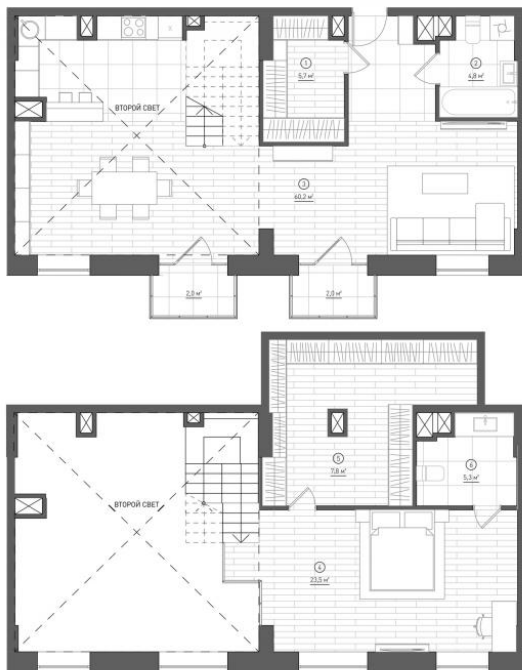 1
5,7 м²
2
4,8 м²
ВТОРОЙ СВЕТ
3
60,2 м²
2,0 м²
2,0 м²
ВТОРОЙ СВЕТ
5
7,8 м²
6
5,3 м²
4
23,5 м²